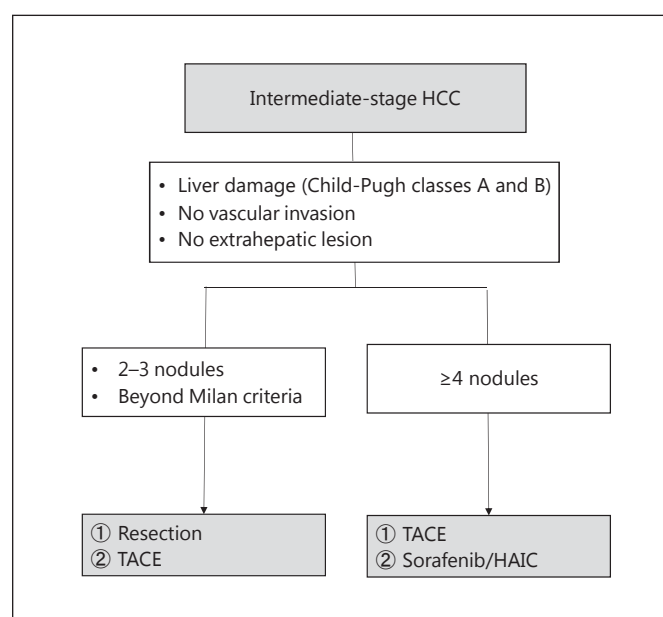 Intermediate-stage HCC
• Liver damage (Child-Pugh classes A and B)
• No vascular invasion
• No extrahepatic lesion
• 2–3 nodules
• Beyond Milan criteria
≥4 nodules
① Resection
② TACE
① TACE
② Sorafenib/HAIC